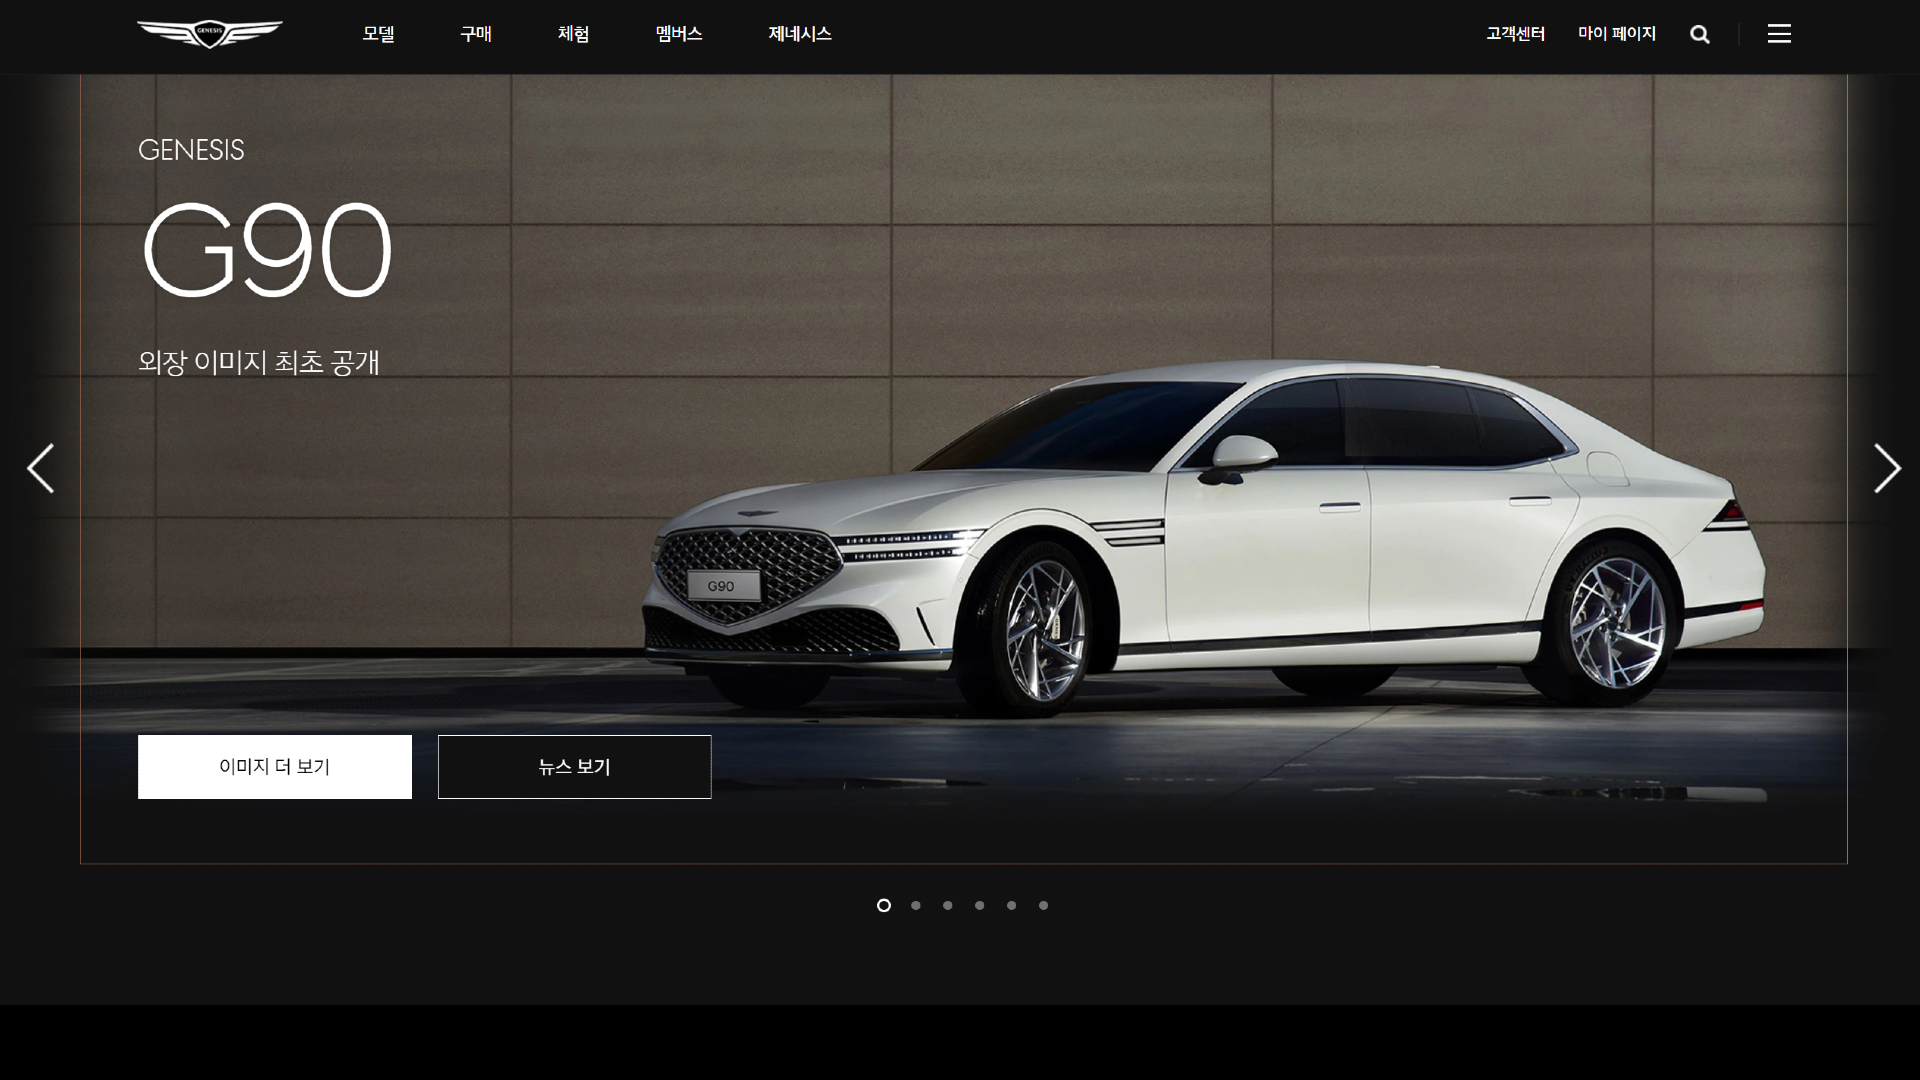 GENESIS
모델
구매
체험
멤버스
제네시스
고객센터
마이 페이지
GENESIS
G90
외장 이미지 최초 공개
G90
이미지 더 보기
뉴스 보기